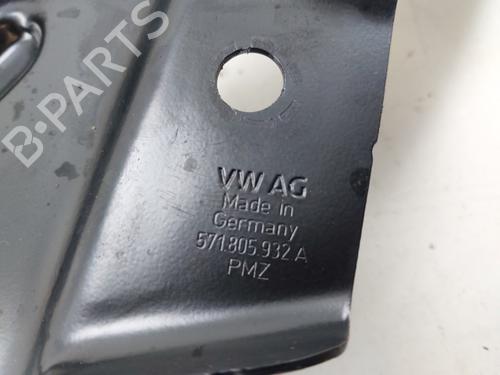 B-PARTS
VW AG
Made in
Germany
571.805.932 A
PMZ